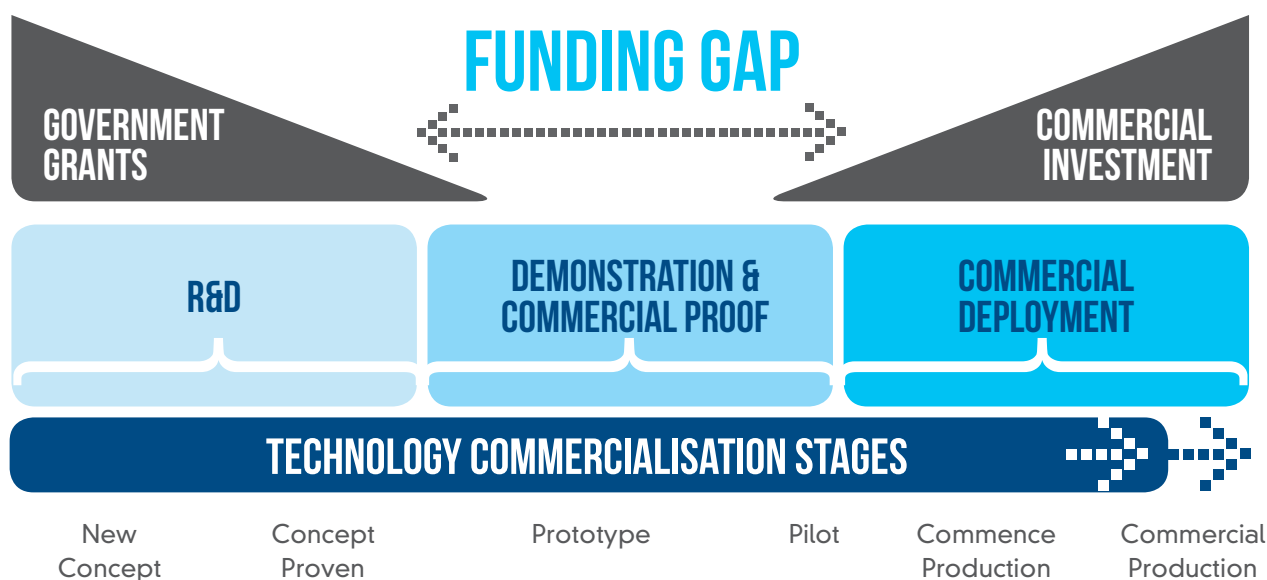 FUNDING GAP
GOVERNMENT
GRANTS
COMMERCIAL
INVESTMENT
R&D
DEMONSTRATION &
COMMERCIAL PROOF
COMMERCIAL
DEPLOYMENT
TECHNOLOGY COMMERCIALISATION STAGES
New
Concept
Concept
Proven
Prototype
Pilot
Commence
Production
Commercial
Production